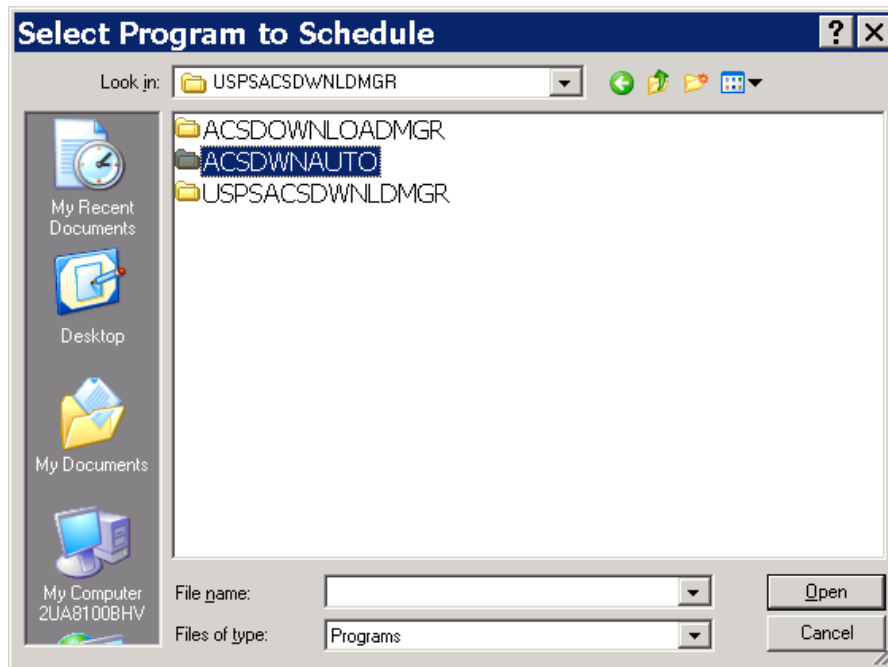 Select Program to Schedule
Look in: USPSACSDWNLDMGR
ACSDOWNLOADMGR
ACSDWNAUTO
USPSACSDWNLDMGR
My Recent
Documents
Desktop
My Documents
My Computer
2UA8100BHV
File name:
Open
Files of type: Programs
Cancel